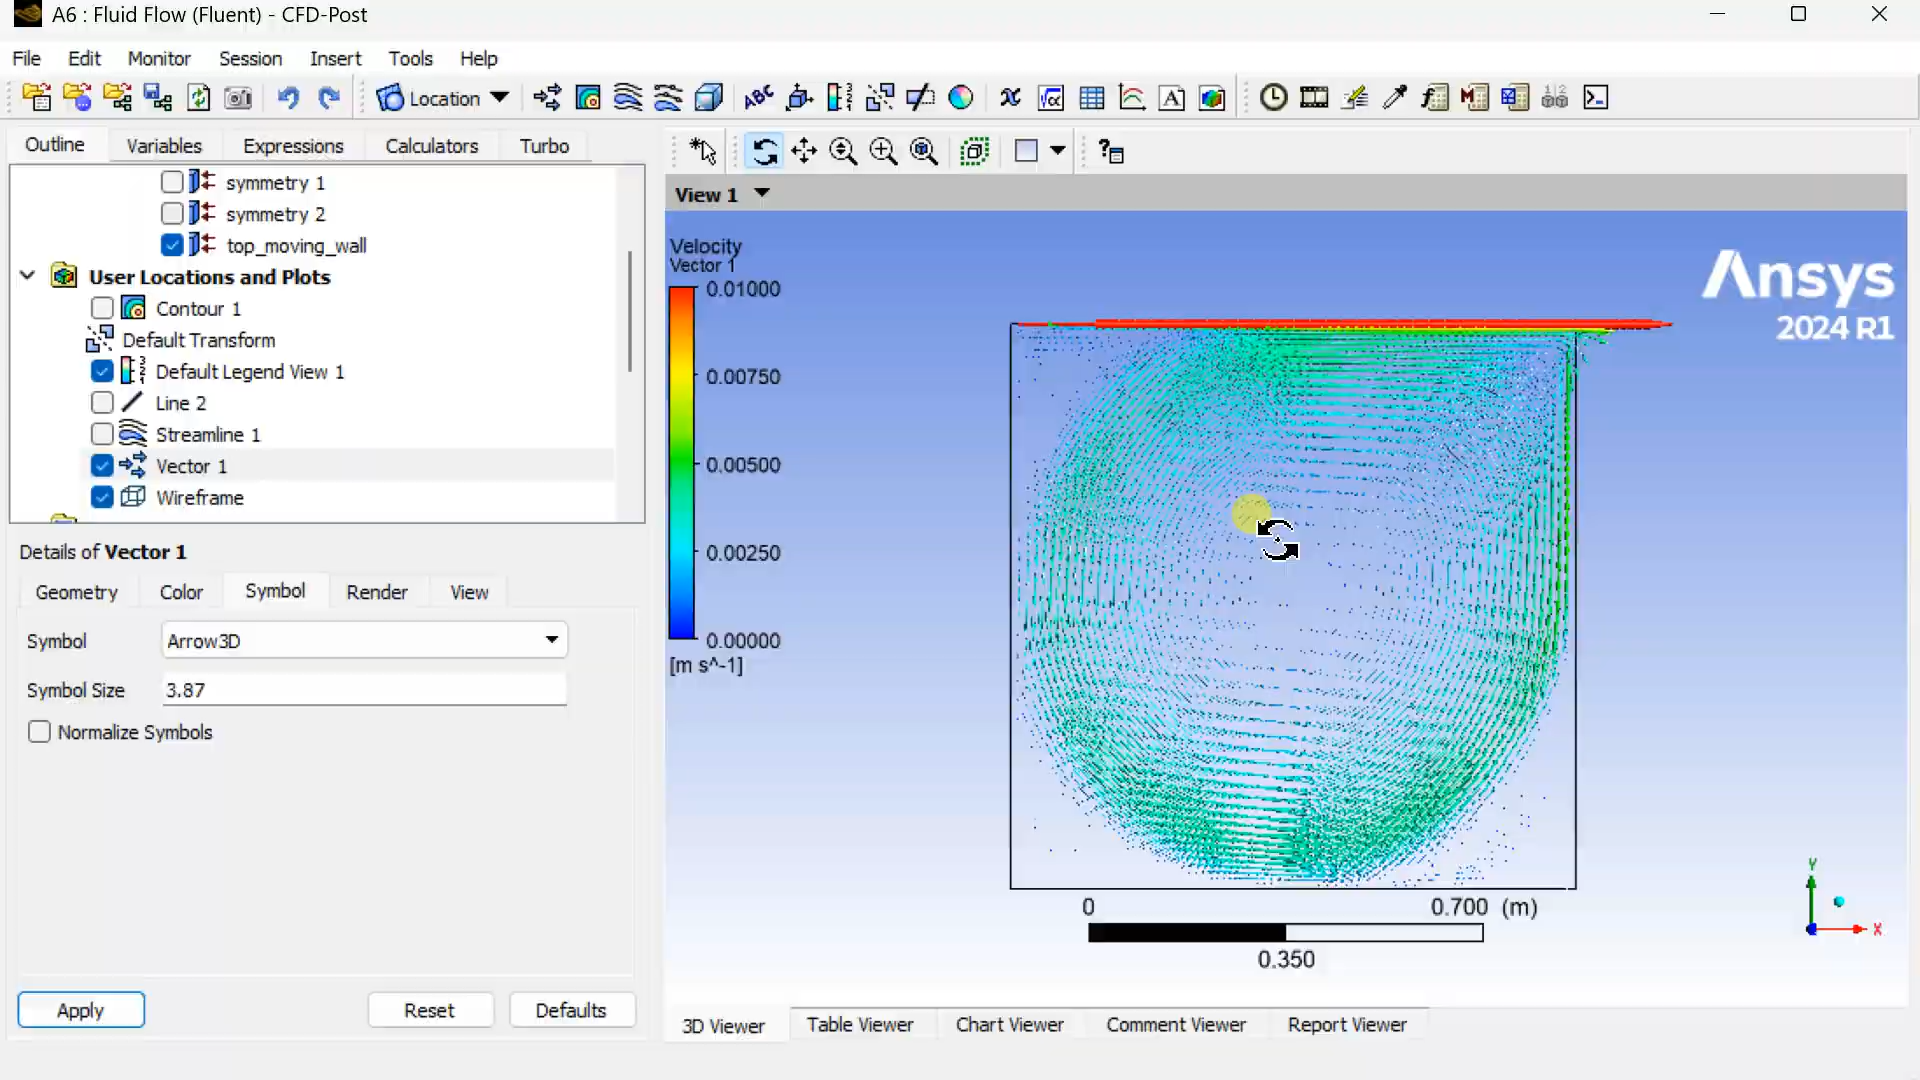 A6 : Fluid Flow (Fluent) - CFD-Post
File Edit Monitor Session Insert Tools Help
Location
Outline Variables Expressions Calculators Turbo
symmetry 1
symmetry 2
top_moving_wall
User Locations and Plots
Contour 1
Default Transform
Default Legend View 1
Line 2
Streamline 1
Vector 1
Wireframe
Details of Vector 1
Geometry Color Symbol Render View
Symbol Arrow3D
Symbol Size 3.87
Normalize Symbols
Apply Reset Defaults
View 1
Velocity
Vector 1
0.01000
0.00750
0.00500
0.00250
0.00000
[m s^-1]
Ansys
2024 R1
0 0.700 (m)
0.350
Y
X
3D Viewer Table Viewer Chart Viewer Comment Viewer Report Viewer